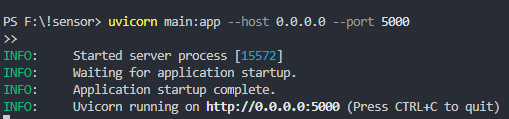 PS F:\!sensor> uvicorn main:app --host 0.0.0.0 --port 5000
>>
INFO:     Started server process [15572]
INFO:     Waiting for application startup.
INFO:     Application startup complete.
INFO:     Uvicorn running on http://0.0.0.0:5000 (Press CTRL+C to quit)